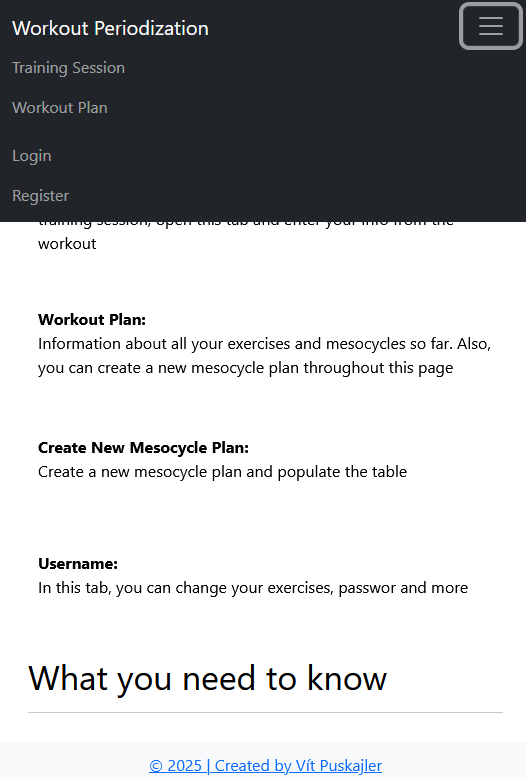 Workout Periodization
Training Session
Workout Plan
Login
Register
training session, open this tab and enter your info from the
workout
Workout Plan:
Information about all your exercises and mesocycles so far. Also,
you can create a new mesocycle plan throughout this page
Create New Mesocycle Plan:
Create a new mesocycle plan and populate the table
Username:
In this tab, you can change your exercises, passwor and more
What you need to know
© 2025 | Created by Vít Puskajler